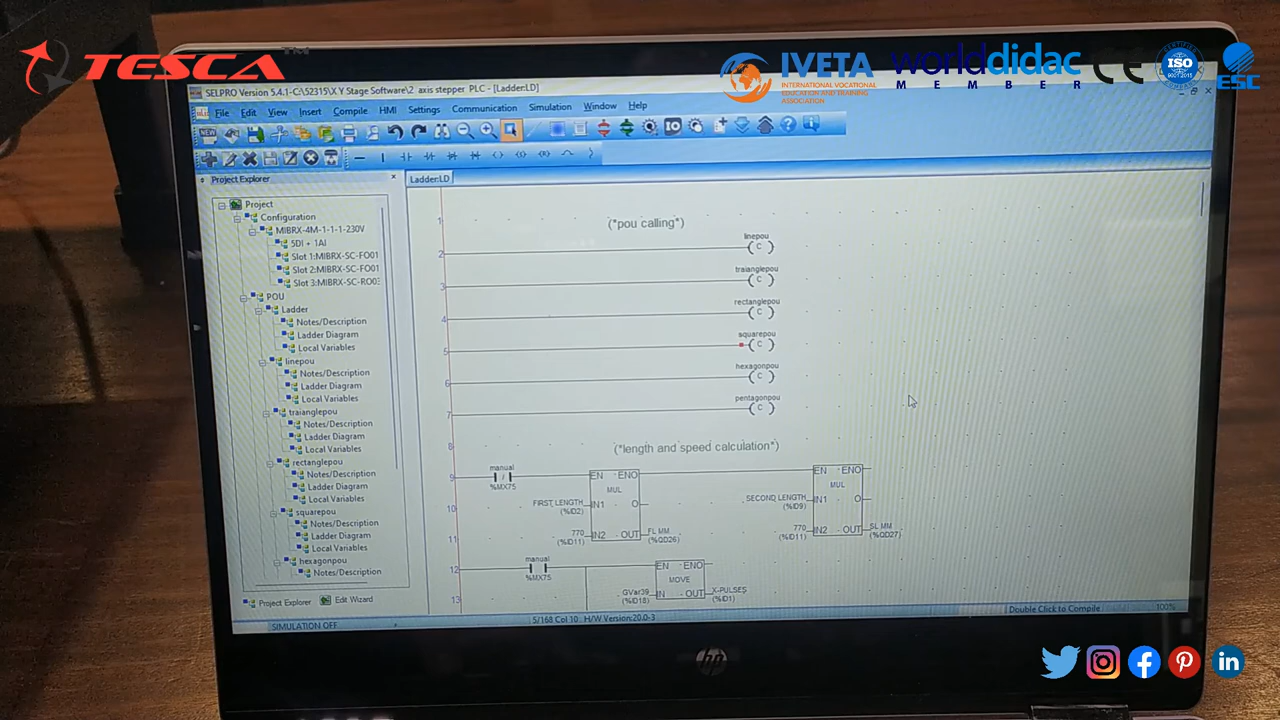 TESCA™
IVETA
INTERNATIONAL VOCATIONAL
EDUCATION AND TRAINING
ASSOCIATION
worlddidac
MEMBER
CE
CERTIFIED
ISO
9001:2015
ESC
SELPRO Version 5.4.1-C:\52315\X Y Stage Software\2 axis stepper PLC - [Ladder:LD]
File Edit View Insert Compile HMI Settings Communication Simulation Window Help
NEW
IO
Project Explorer
Ladder:LD
Project
Configuration
MIBRX-4M-1-1-1-230V
5DI + 1AI
Slot 1:MIBRX-SC-FO01
Slot 2:MIBRX-SC-FO01
Slot 3:MIBRX-SC-RO03
POU
Ladder
Notes/Description
Ladder Diagram
Local Variables
linepou
Notes/Description
Ladder Diagram
Local Variables
traianglepou
Notes/Description
Ladder Diagram
Local Variables
rectanglepou
Notes/Description
Ladder Diagram
Local Variables
squarepou
Notes/Description
Ladder Diagram
Local Variables
hexagonpou
Notes/Description
Project Explorer Edit Wizard
1
(*pou calling*)
linepou
2 C
traianglepou
3 C
rectanglepou
4 C
squarepou
5 C
hexagonpou
6 C
pentagonpou
7 C
8 (*length and speed calculation*)
manual
9 EN ENO EN ENO
%MX75 MUL MUL
FIRST LENGTH IN1 O SECOND LENGTH IN1 O
10 (%ID2) (%ID9)
770 IN2 OUT FL MM 770 IN2 OUT SL MM
11 (%ID11) (%QD26) (%ID11) (%QD27)
manual
12 EN ENO
%MX75 MOVE
13 GVar39 IN OUT X-PULSES
(%ID18) (%ID1)
SIMULATION OFF
5/168 Col 10 H/W Version:20.0-3
Double Click to Compile
100%
hp